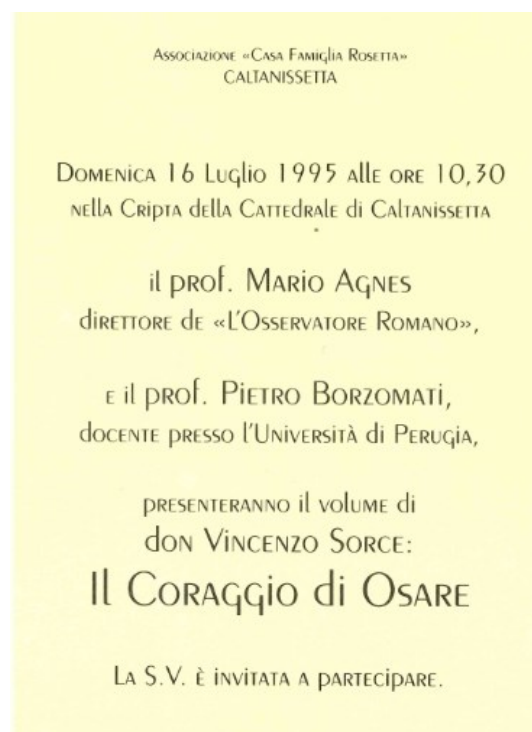 Associazione «Casa Famiglia Rosetta»
CALTANISSETTA
Domenica 16 Luglio 1995 alle ore 10,30
nella Cripta della Cattedrale di Caltanissetta
il prof. Mario Agnes
direttore de «L'Osservatore Romano»,
e il prof. Pietro Borzomati,
docente presso l'Università di Perugia,
presenteranno il volume di
don Vincenzo Sorce:
Il Coraggio di Osare
La S.V. è invitata a partecipare.